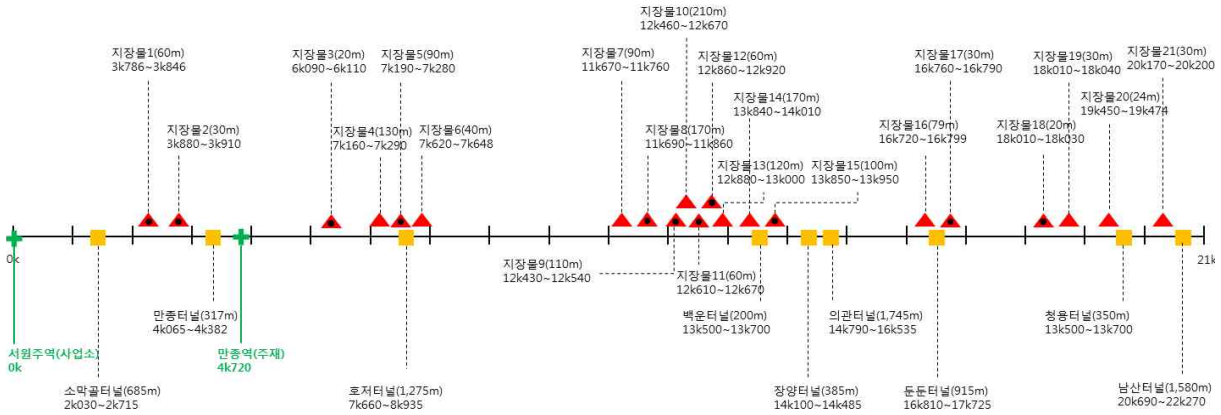 지장물10(210m)
12k460~12k670
지장물1(60m)
3k786~3k846
지장물3(20m)
6k090~6k110
지장물5(90m)
7k190~7k280
지장물7(90m)
11k670~11k760
지장물12(60m)
12k860~12k920
지장물17(30m)
16k760~16k790
지장물19(30m)
18k010~18k040
지장물21(30m)
20k170~20k200
지장물14(170m)
13k840~14k010
지장물20(24m)
19k450~19k474
지장물2(30m)
3k880~3k910
지장물4(130m)
7k160~7k290
지장물6(40m)
7k620~7k648
지장물8(170m)
11k690~11k860
지장물16(79m)
16k720~16k799
지장물18(20m)
18k010~18k030
지장물13(120m)
12k880~13k000
지장물15(100m)
13k850~13k950
0k
21k
지장물9(110m)
12k430~12k540
지장물11(60m)
12k610~12k670
만종터널(317m)
4k065~4k382
백운터널(200m)
13k500~13k700
의관터널(1,745m)
14k790~16k535
청용터널(350m)
13k500~13k700
서원주역(사업소)
0k
만종역(주재)
4k720
소막골터널(685m)
2k030~2k715
호저터널(1,275m)
7k660~8k935
장양터널(385m)
14k100~14k485
둔둔터널(915m)
16k810~17k725
남산터널(1,580m)
20k690~22k270